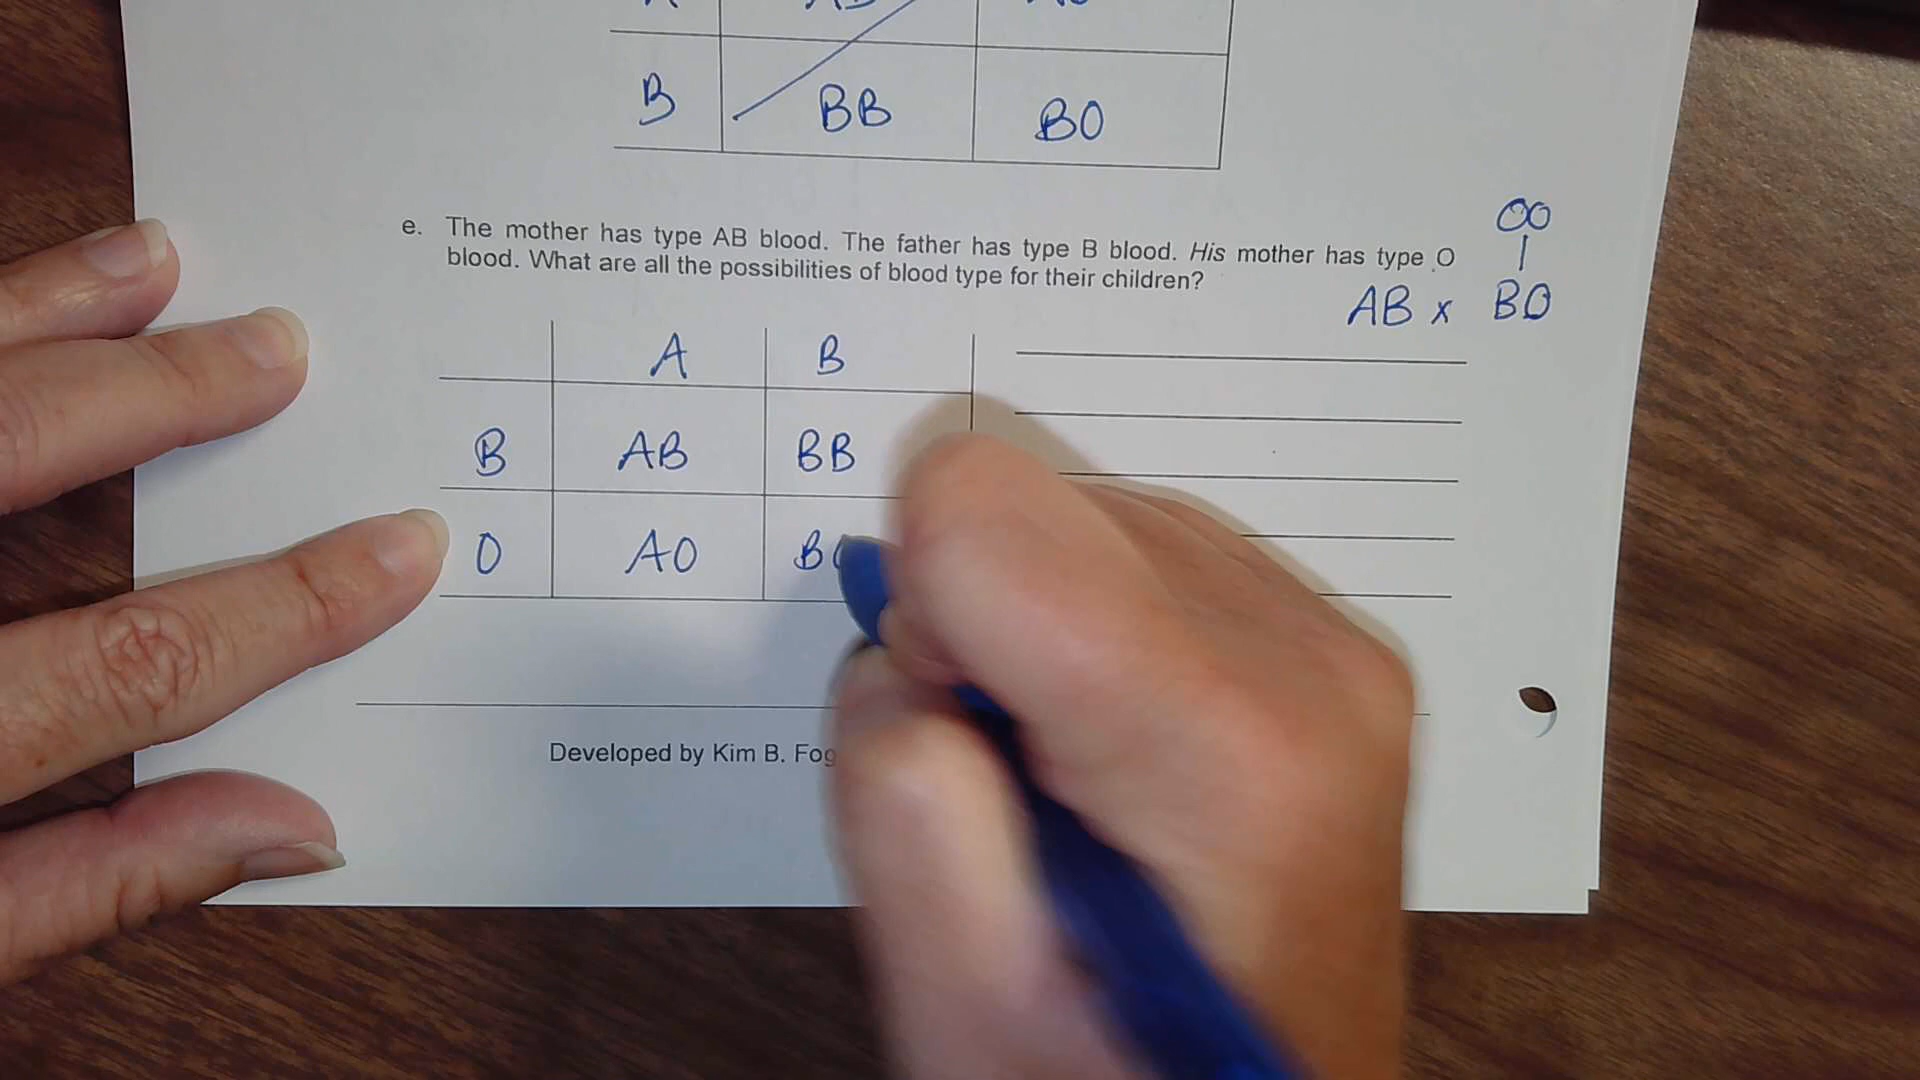 B BB BO
OO
e. The mother has type AB blood. The father has type B blood. His mother has type O
blood. What are all the possibilities of blood type for their children?
AB x BO
A B
B AB BB
O AO
Developed by Kim B.